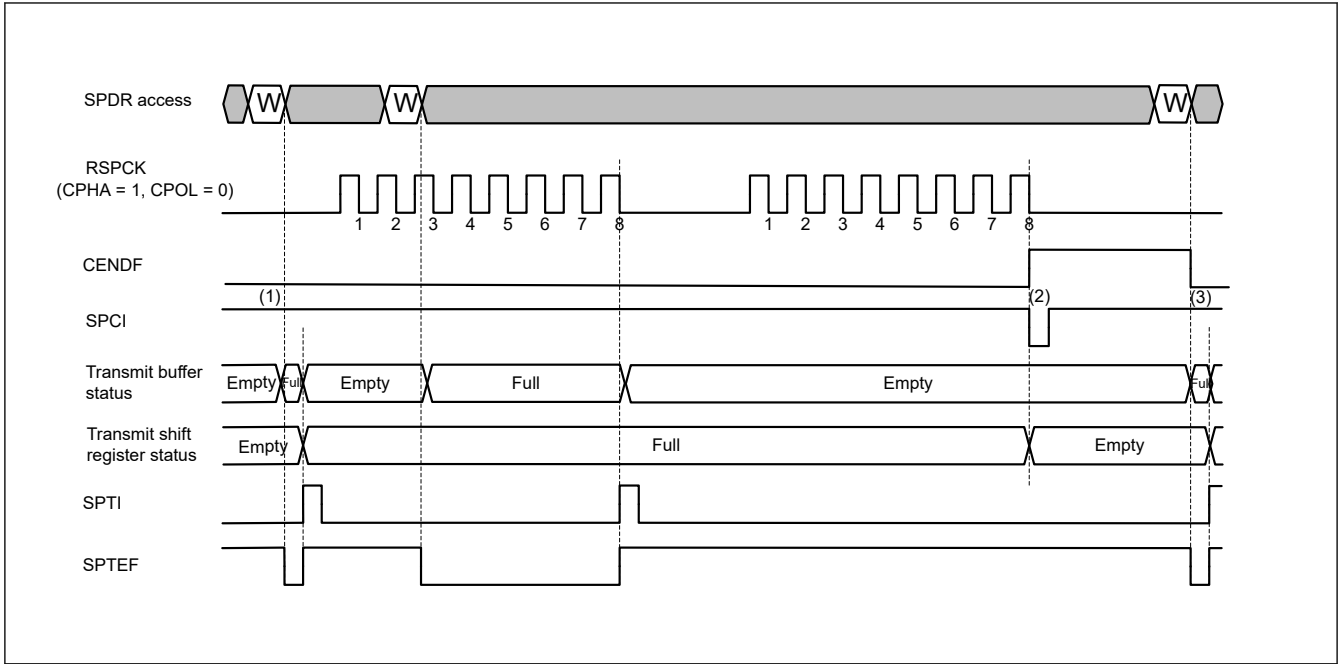 SPDR access
W W W
RSPCK
(CPHA = 1, CPOL = 0)
1 2 3 4 5 6 7 8 1 2 3 4 5 6 7 8
CENDF
(1) (2) (3)
SPCI
Transmit buffer
status
Empty Full Empty Full Empty Full
Transmit shift
register status
Empty Full Empty
SPTI
SPTEF